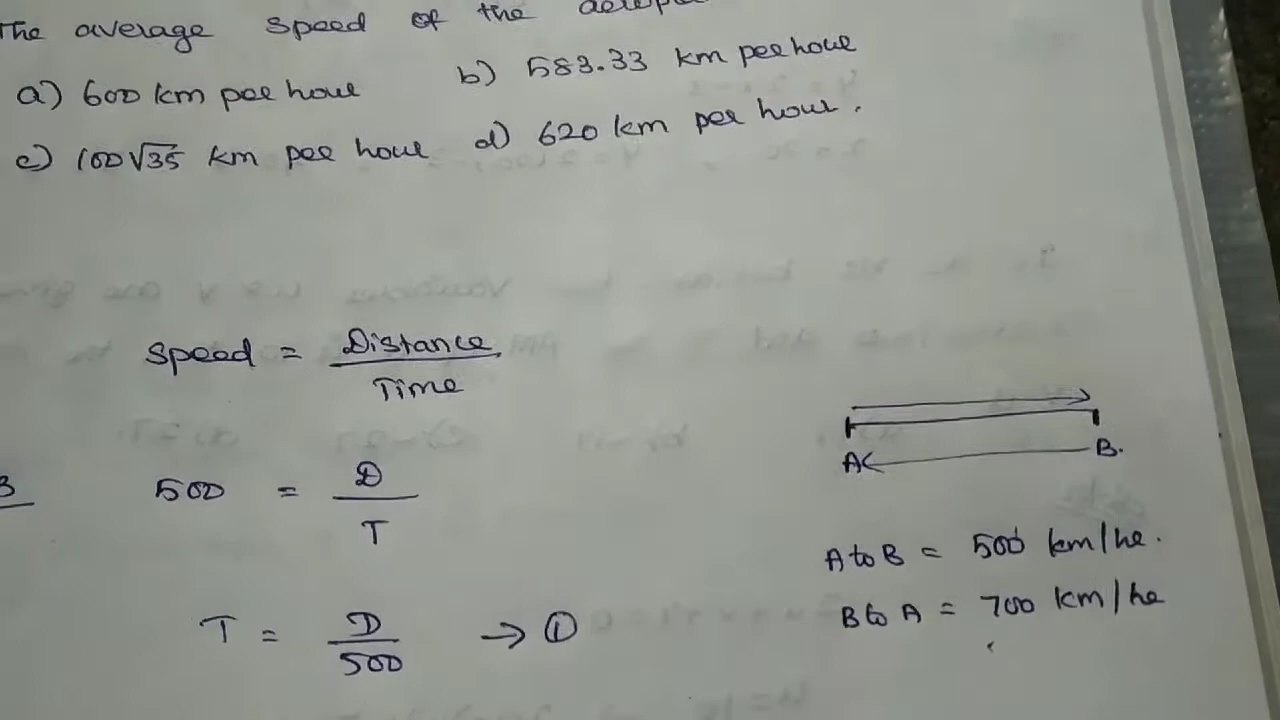 The average speed of the
a) 600 km per hour b) 583.33 km per hour
c) 100√35 km per hour d) 620 km per hour.
Speed = Distance / Time
B 500 = D / T
A B.
A to B = 500 km/hr.
T = D / 500 → ①
B to A = 700 km/hr